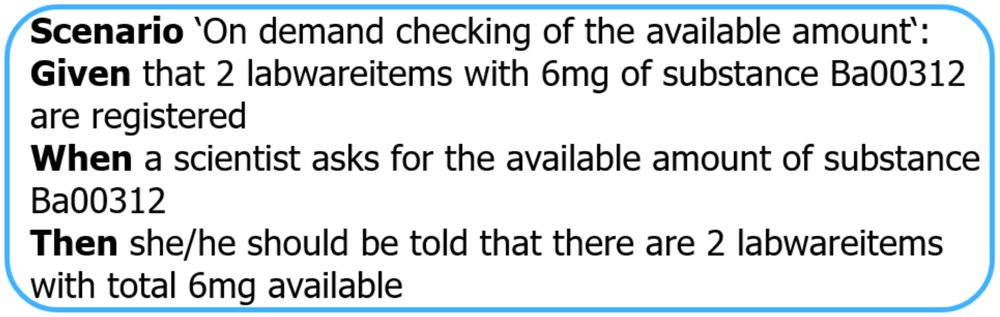 Scenario ‵On demand checking of the available amount‵:
Given that 2 labwareitems with 6mg of substance Ba00312
are registered
When a scientist asks for the available amount of substance
Ba00312
Then she/he should be told that there are 2 labwareitems
with total 6mg available